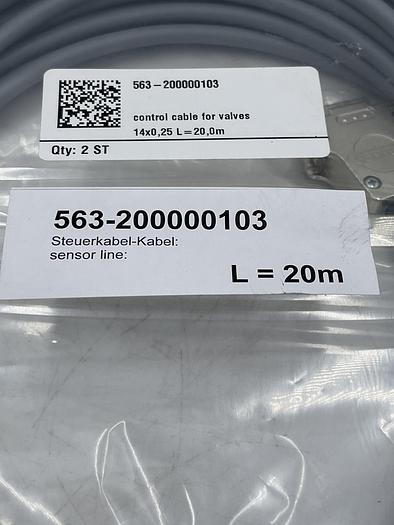 563-200000103
control cable for valves
14x0,25 L=20,0m
Qty: 2 ST
563-200000103
Steuerkabel-Kabel:
sensor line:
L = 20m